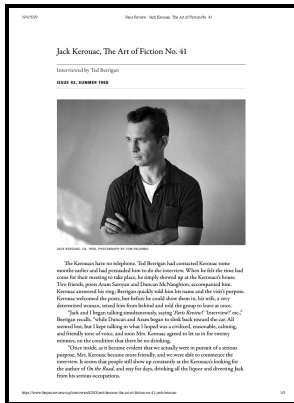 10/3/2019
Paris Review - Jack Kerouac, The Art of Fiction No. 41
Jack Kerouac, The Art of Fiction No. 41
Interviewed by Ted Berrigan
ISSUE 43, SUMMER 1968
JACK KEROUAC, CA. 1956. PHOTOGRAPH BY TOM PALUMBO
The Kerouacs have no telephone. Ted Berrigan had contacted Kerouac some
months earlier and had persuaded him to do the interview. When he felt the time had
come for their meeting to take place, he simply showed up at the Kerouacs's house.
Two friends, poets Aram Saroyan and Duncan McNaughton, accompanied him.
Kerouac answered his ring; Berrigan quickly told him his name and the visit's purpose.
Kerouac welcomed the poets, but before he could show them in, his wife, a very
determined woman, seized him from behind and told the group to leave at once.
"Jack and I began talking simultaneously, saying 'Paris Review!' 'Interview!' etc.,"
Berrigan recalls, "while Duncan and Aram began to slink back toward the car. All
seemed lost, but I kept talking in what I hoped was a civilized, reasonable, calming,
and friendly tone of voice, and soon Mrs. Kerouac agreed to let us in for twenty
minutes, on the condition that there be no drinking.
"Once inside, as it became evident that we actually were in pursuit of a serious
purpose, Mrs. Kerouac became more friendly, and we were able to commence the
interview. It seems that people still show up constantly at the Kerouacs's looking for
the author of On the Road, and stay for days, drinking all the liquor and diverting Jack
from his serious occupations.